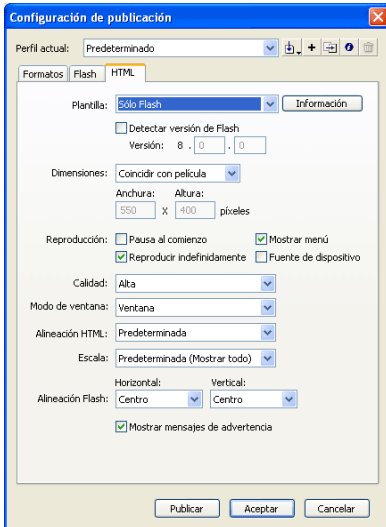 Configuración de publicación
Perfil actual: Predeterminado
Formatos Flash HTML
Plantilla: Sólo Flash Información
Detectar versión de Flash
Versión: 8 . 0 . 0
Dimensiones: Coincidir con película
Anchura: Altura:
550 X 400 píxeles
Reproducción: Pausa al comienzo Mostrar menú
Reproducir indefinidamente Fuente de dispositivo
Calidad: Alta
Modo de ventana: Ventana
Alineación HTML: Predeterminada
Escala: Predeterminada (Mostrar todo)
Horizontal: Vertical:
Alineación Flash: Centro Centro
Mostrar mensajes de advertencia
Publicar Aceptar Cancelar